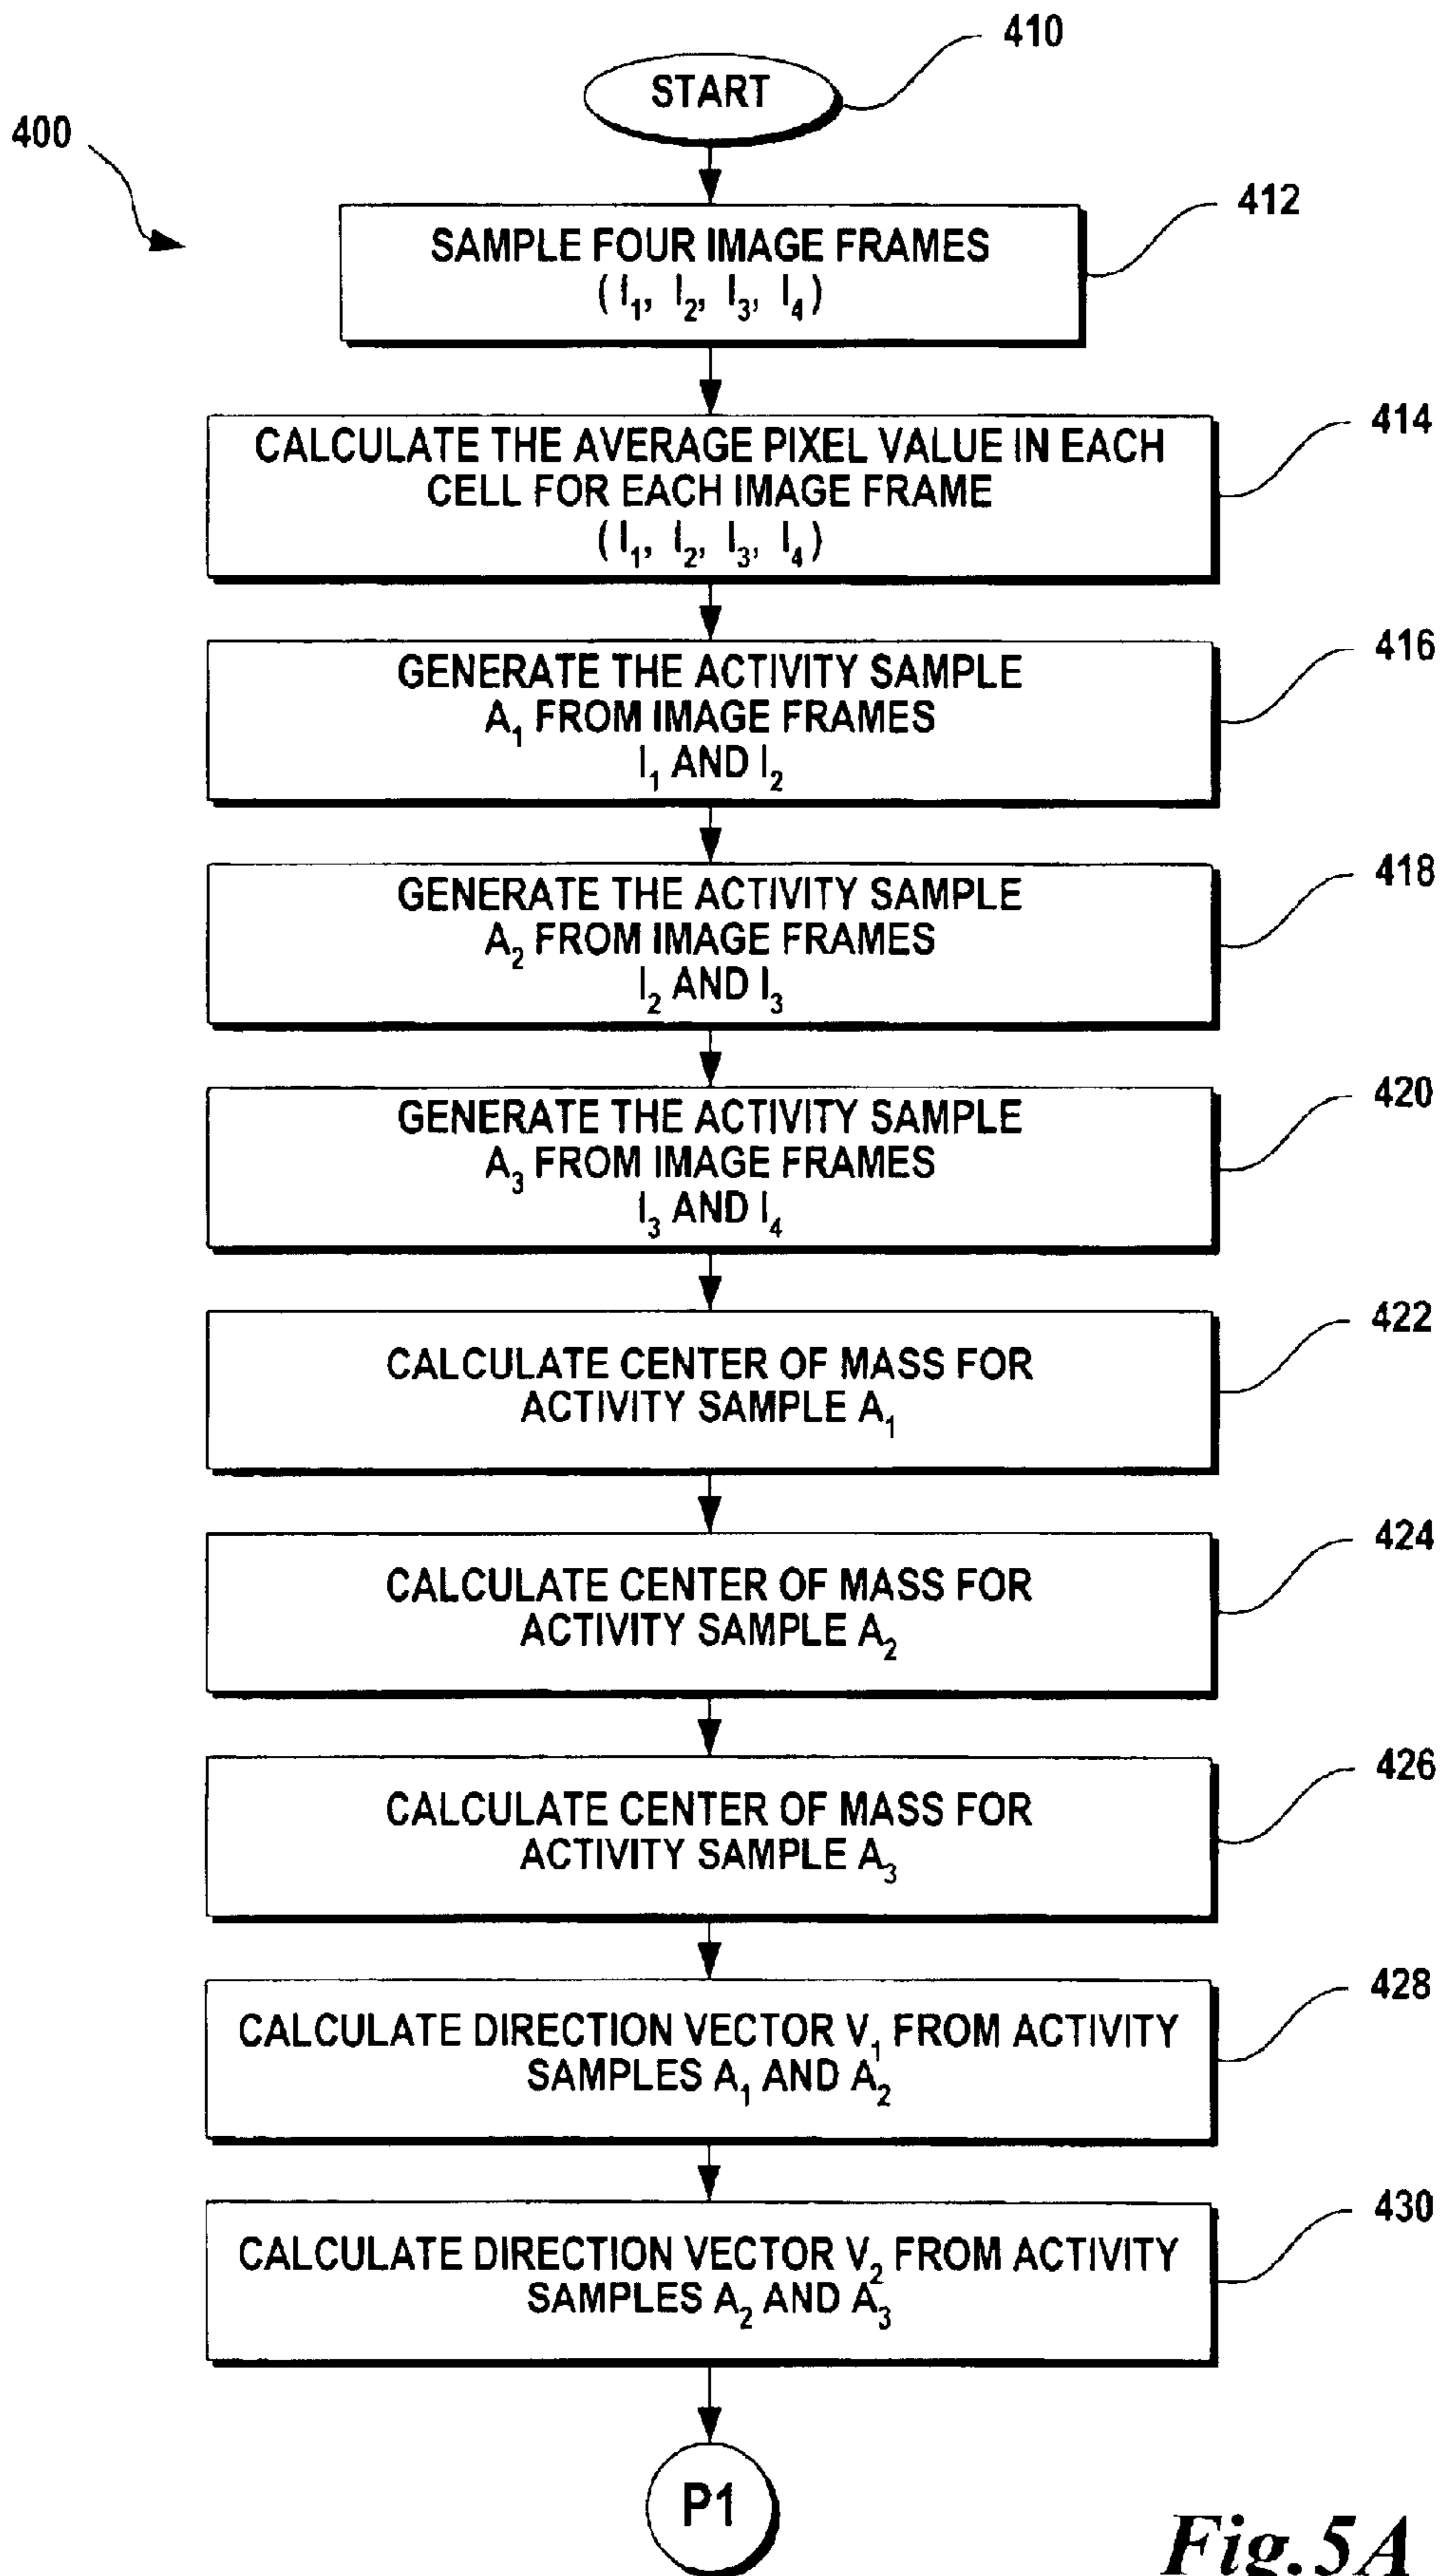 410
START
400
412
SAMPLE FOUR IMAGE FRAMES
( I₁, I₂, I₃, I₄ )
414
CALCULATE THE AVERAGE PIXEL VALUE IN EACH
CELL FOR EACH IMAGE FRAME
( I₁, I₂, I₃, I₄ )
416
GENERATE THE ACTIVITY SAMPLE
A₁ FROM IMAGE FRAMES
I₁ AND I₂
418
GENERATE THE ACTIVITY SAMPLE
A₂ FROM IMAGE FRAMES
I₂ AND I₃
420
GENERATE THE ACTIVITY SAMPLE
A₃ FROM IMAGE FRAMES
I₃ AND I₄
422
CALCULATE CENTER OF MASS FOR
ACTIVITY SAMPLE A₁
424
CALCULATE CENTER OF MASS FOR
ACTIVITY SAMPLE A₂
426
CALCULATE CENTER OF MASS FOR
ACTIVITY SAMPLE A₃
428
CALCULATE DIRECTION VECTOR V₁ FROM ACTIVITY
SAMPLES A₁ AND A₂
430
CALCULATE DIRECTION VECTOR V₂ FROM ACTIVITY
SAMPLES A₂ AND A₃
P1
Fig.5A